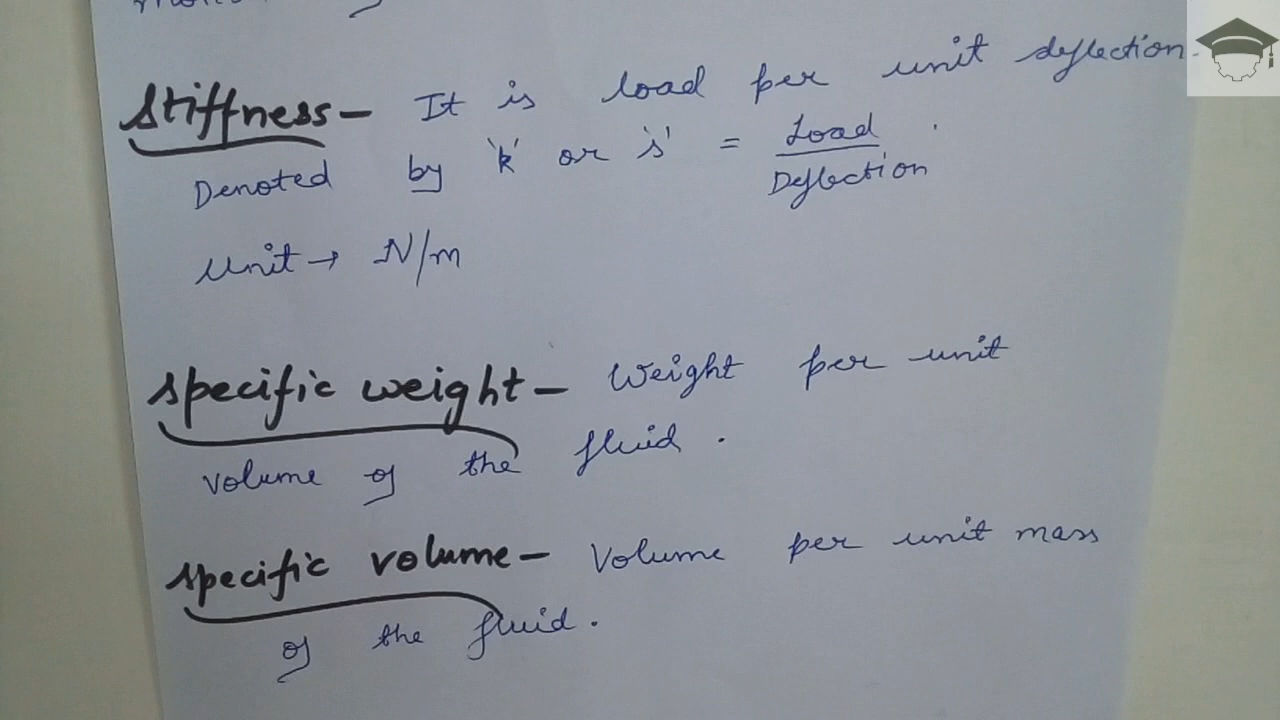 Stiffness – It is load per unit deflection.
Denoted by 'k' or 's' = Load / Deflection .
Unit → N/m
Specific weight – Weight per unit
volume of the fluid .
Specific volume – Volume per unit mass
of the fluid .